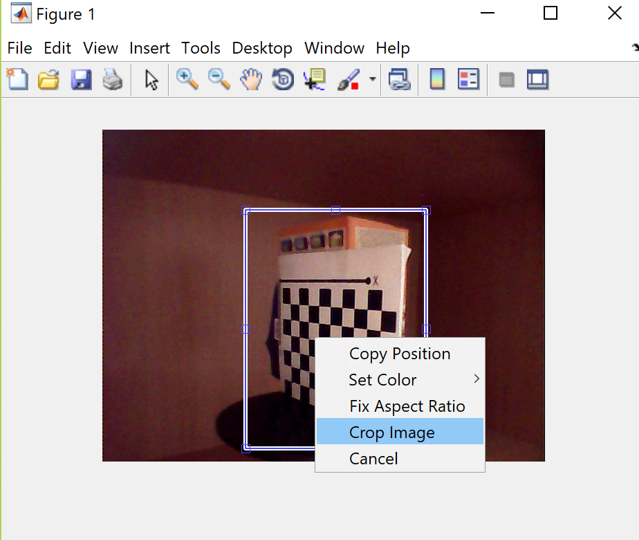 Figure 1
File Edit View Insert Tools Desktop Window Help
X
Copy Position
Set Color
Fix Aspect Ratio
Crop Image
Cancel